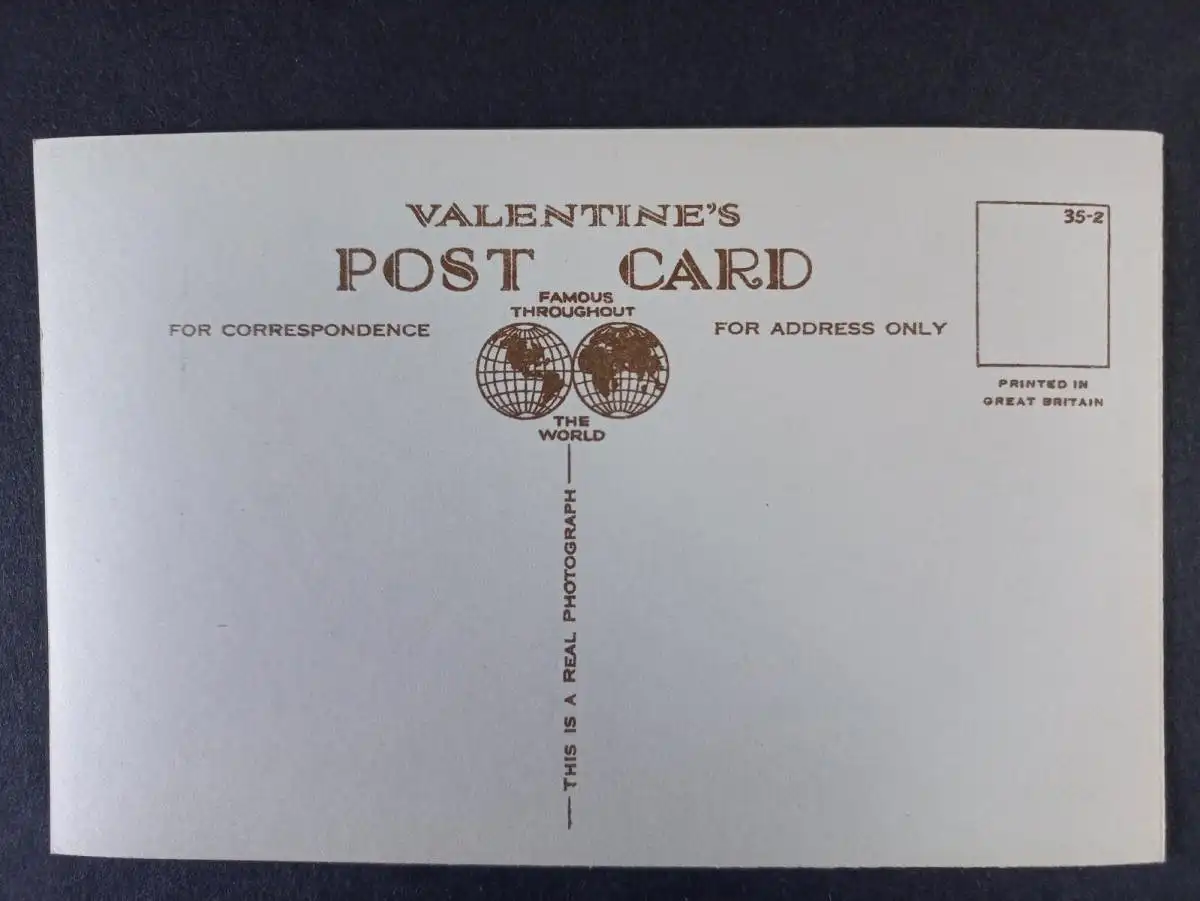 VALENTINE'S
POST CARD
FAMOUS
THROUGHOUT
THE
WORLD
FOR CORRESPONDENCE
FOR ADDRESS ONLY
35-2
PRINTED IN
GREAT BRITAIN
THIS IS A REAL PHOTOGRAPH